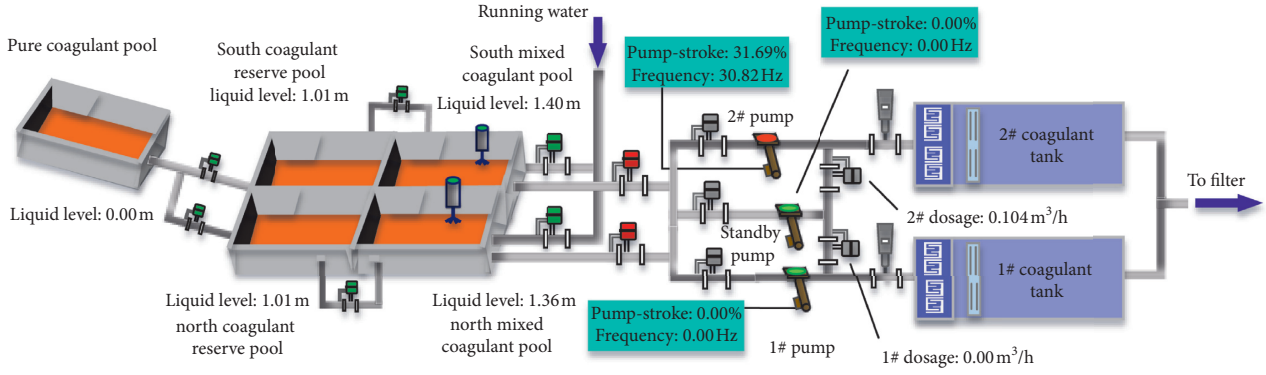 Running water
Pure coagulant pool
South coagulant
reserve pool
liquid level: 1.01 m
South mixed
coagulant pool
Liquid level: 1.40 m
Pump-stroke: 31.69%
Frequency: 30.82 Hz
Pump-stroke: 0.00%
Frequency: 0.00 Hz
2# pump
2# coagulant
tank
To filter
Liquid level: 0.00 m
2# dosage: 0.104 m³/h
Standby
pump
1# coagulant
tank
Liquid level: 1.01 m
north coagulant
reserve pool
Liquid level: 1.36 m
north mixed
coagulant pool
Pump-stroke: 0.00%
Frequency: 0.00 Hz
1# pump
1# dosage: 0.00 m³/h